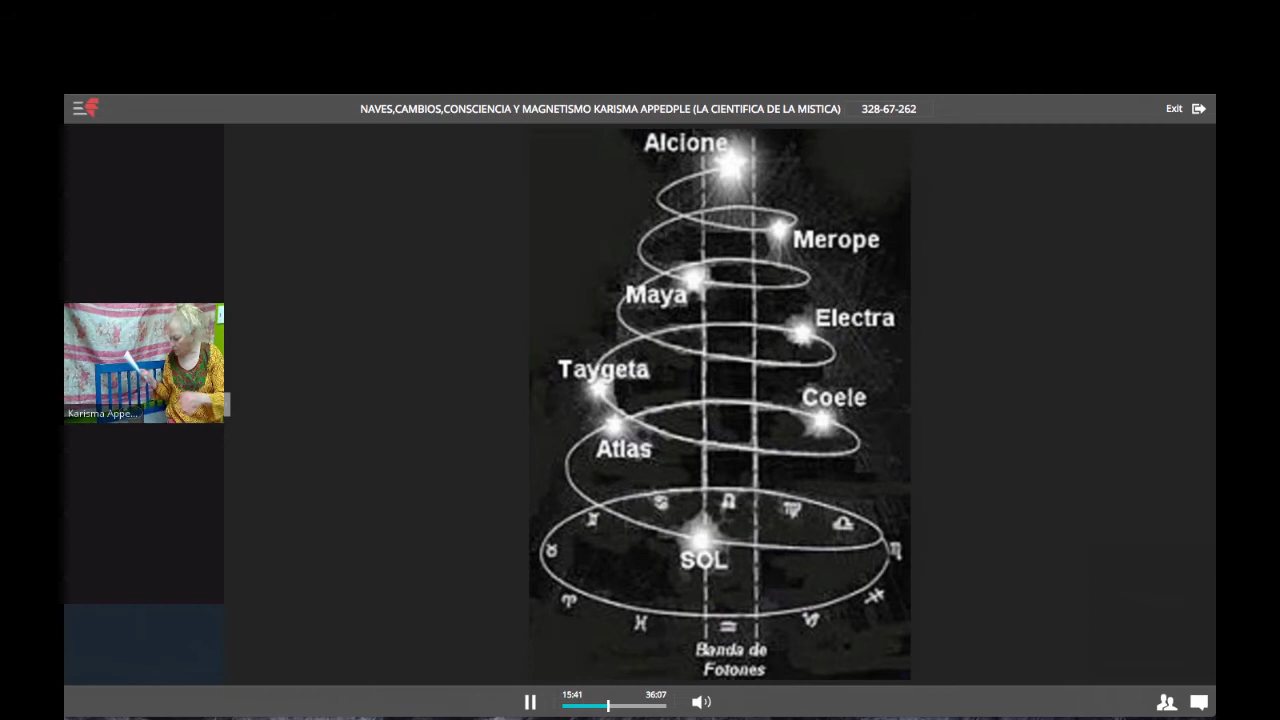 NAVES,CAMBIOS,CONSCIENCIA Y MAGNETISMO KARISMA APPEDPLE (LA CIENTIFICA DE LA MISTICA) 328-67-262
Exit
Alcione
Merope
Maya
Electra
Taygeta
Coele
Atlas
SOL
Banda de
Fotones
Karisma Appe...
15:41 36:07